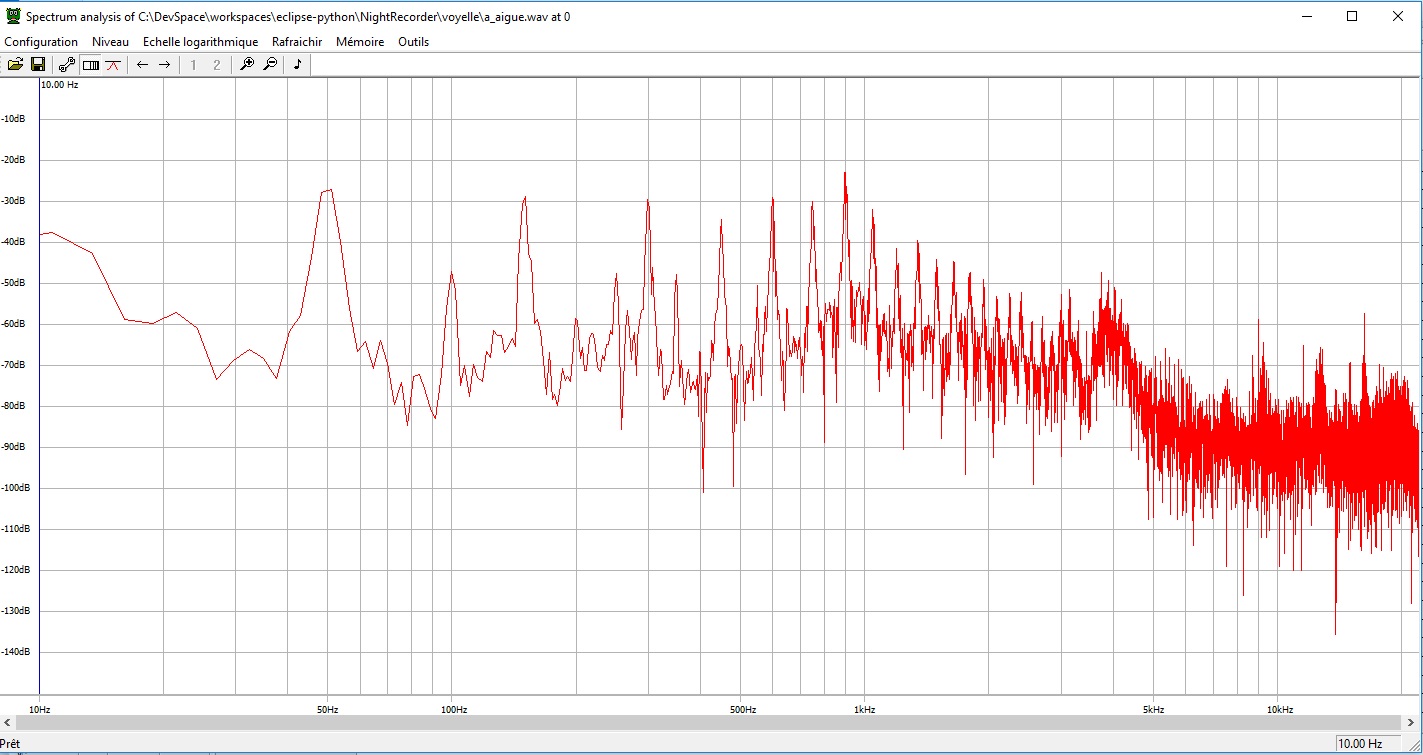 Spectrum analysis of C:\DevSpace\workspaces\eclipse-python\NightRecorder\voyelle\a_aigue.wav at 0
Configuration Niveau Echelle logarithmique Rafraichir Mémoire Outils
1 2
10.00 Hz
-10dB
-20dB
-30dB
-40dB
-50dB
-60dB
-70dB
-80dB
-90dB
-100dB
-110dB
-120dB
-130dB
-140dB
10Hz 50Hz 100Hz 500Hz 1kHz 5kHz 10kHz
Prêt 10.00 Hz